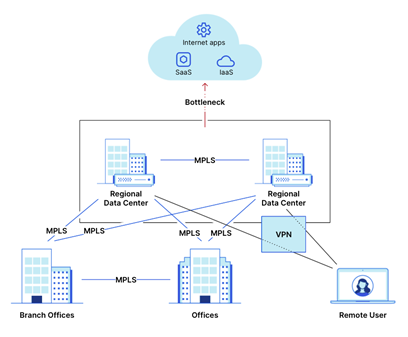 Internet apps
SaaS
IaaS
Bottleneck
MPLS
Regional
Data Center
Regional
Data Center
MPLS
MPLS
MPLS
MPLS
VPN
MPLS
Branch Offices
Offices
Remote User